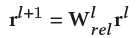 𝐫^{l+1} = 𝐖^{l}_{rel} 𝐫^{l}